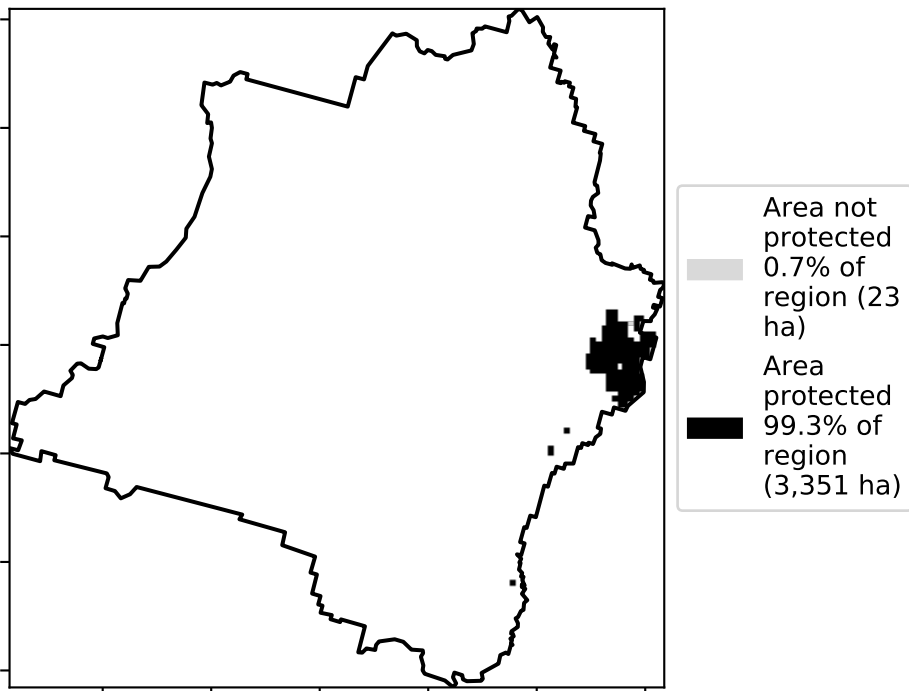 Area not
protected
0.7% of
region (23
ha)
Area
protected
99.3% of
region
(3,351 ha)